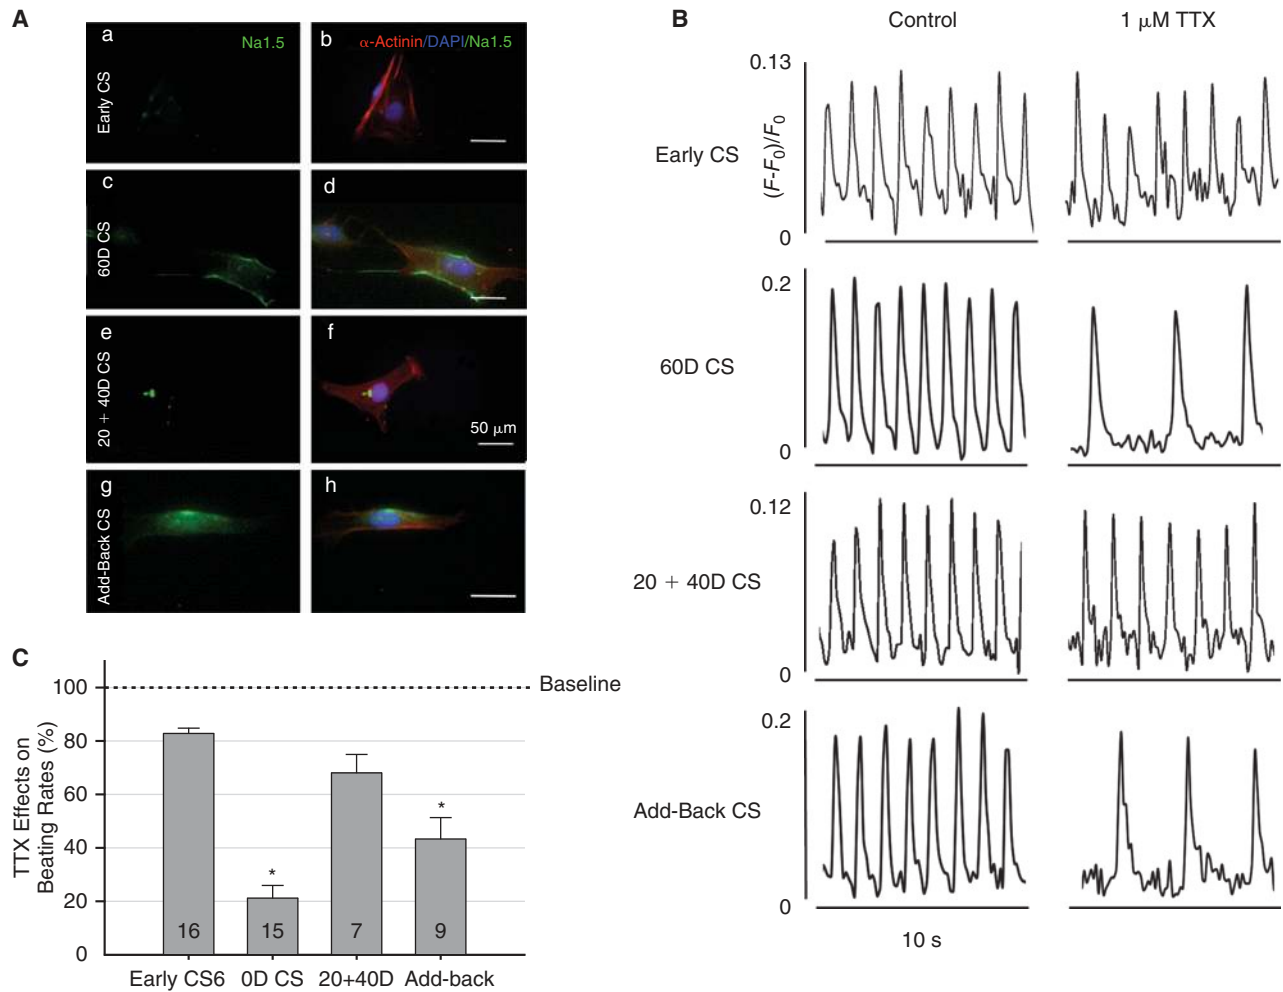 A
a
Na1.5
b
α-Actinin/DAPI/Na1.5
Early CS
c
d
60D CS
e
f
20 + 40D CS
50 µm
g
h
Add-Back CS
B
Control
1 µM TTX
Early CS
(F-F0)/F0
0.13
0
60D CS
0.2
0
20 + 40D CS
0.12
0
Add-Back CS
0.2
0
10 s
C
TTX Effects on
Beating Rates (%)
100
80
60
40
20
0
Baseline
*
*
16
15
7
9
Early CS6
0D CS
20+40D
Add-back